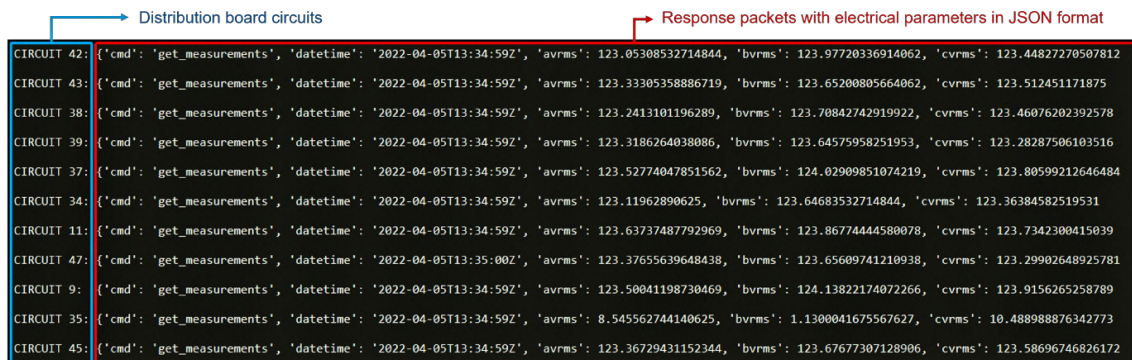 Distribution board circuits
Response packets with electrical parameters in JSON format
CIRCUIT 42: {'cmd': 'get_measurements', 'datetime': '2022-04-05T13:34:59Z', 'avrms': 123.05308532714844, 'bvrms': 123.97720336914062, 'cvrms': 123.44827270507812
CIRCUIT 43: {'cmd': 'get_measurements', 'datetime': '2022-04-05T13:34:59Z', 'avrms': 123.33305358886719, 'bvrms': 123.65200805664062, 'cvrms': 123.512451171875
CIRCUIT 38: {'cmd': 'get_measurements', 'datetime': '2022-04-05T13:34:59Z', 'avrms': 123.2413101196289, 'bvrms': 123.70842742919922, 'cvrms': 123.46076202392578
CIRCUIT 39: {'cmd': 'get_measurements', 'datetime': '2022-04-05T13:34:59Z', 'avrms': 123.3186264038086, 'bvrms': 123.64575958251953, 'cvrms': 123.28287506103516
CIRCUIT 37: {'cmd': 'get_measurements', 'datetime': '2022-04-05T13:34:59Z', 'avrms': 123.52774047851562, 'bvrms': 124.02909851074219, 'cvrms': 123.80599212646484
CIRCUIT 34: {'cmd': 'get_measurements', 'datetime': '2022-04-05T13:34:59Z', 'avrms': 123.11962890625, 'bvrms': 123.64683532714844, 'cvrms': 123.36384582519531
CIRCUIT 11: {'cmd': 'get_measurements', 'datetime': '2022-04-05T13:34:59Z', 'avrms': 123.63737487792969, 'bvrms': 123.86774444580078, 'cvrms': 123.7342300415039
CIRCUIT 47: {'cmd': 'get_measurements', 'datetime': '2022-04-05T13:35:00Z', 'avrms': 123.37655639648438, 'bvrms': 123.65609741210938, 'cvrms': 123.29902648925781
CIRCUIT 9: {'cmd': 'get_measurements', 'datetime': '2022-04-05T13:34:59Z', 'avrms': 123.50041198730469, 'bvrms': 124.13822174072266, 'cvrms': 123.9156265258789
CIRCUIT 35: {'cmd': 'get_measurements', 'datetime': '2022-04-05T13:34:59Z', 'avrms': 8.545562744140625, 'bvrms': 1.1300041675567627, 'cvrms': 10.488988876342773
CIRCUIT 45: {'cmd': 'get_measurements', 'datetime': '2022-04-05T13:34:59Z', 'avrms': 123.36729431152344, 'bvrms': 123.67677307128906, 'cvrms': 123.58696746826172